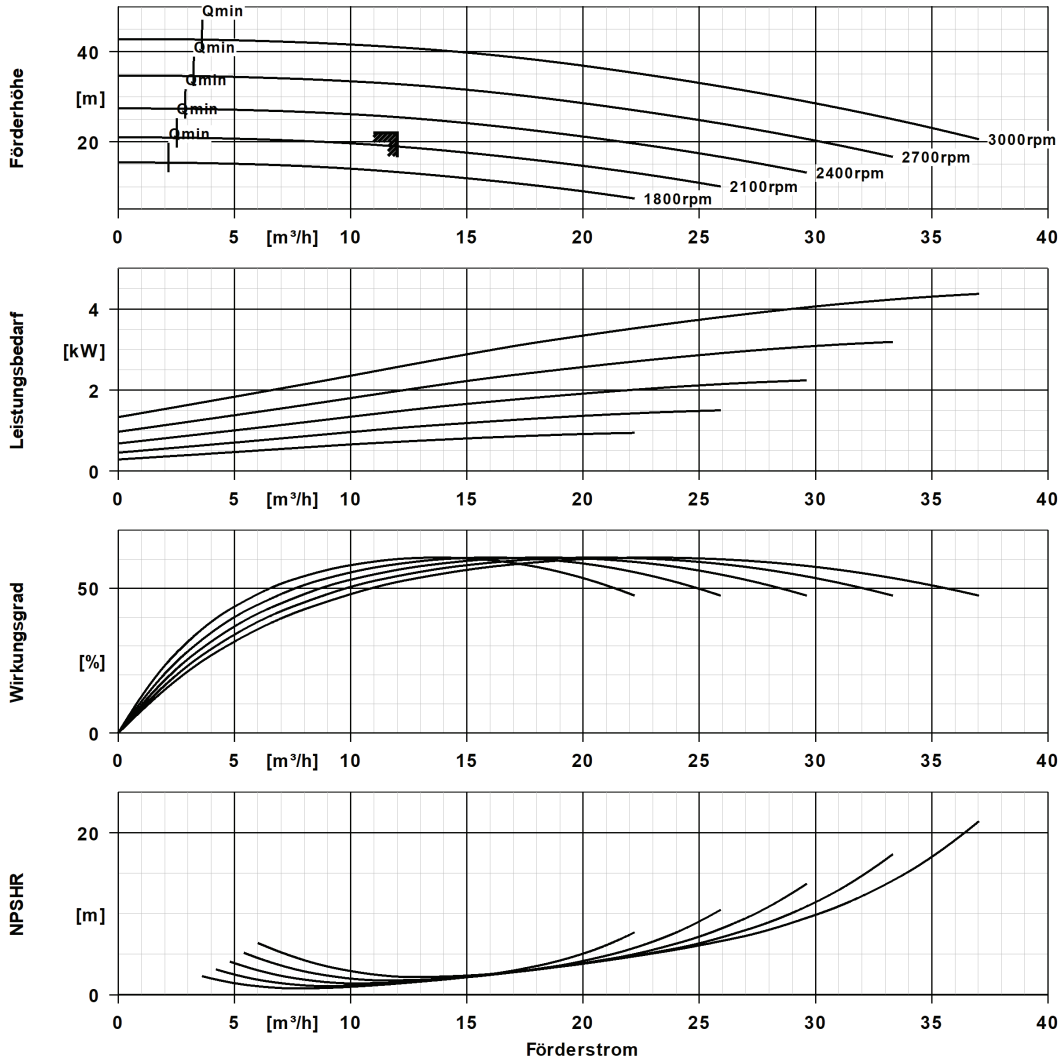 Qmin
Qmin
Qmin
Qmin
Qmin
Förderhöhe
40
[m]
20
3000rpm
2700rpm
2400rpm
2100rpm
1800rpm
0 5 [m³/h] 10 15 20 25 30 35 40
Leistungsbedarf
4
[kW]
2
0
0 5 [m³/h] 10 15 20 25 30 35 40
Wirkungsgrad
50
[%]
0
0 5 [m³/h] 10 15 20 25 30 35 40
NPSHR
20
[m]
0
0 5 [m³/h] 10 15 20 25 30 35 40
Förderstrom